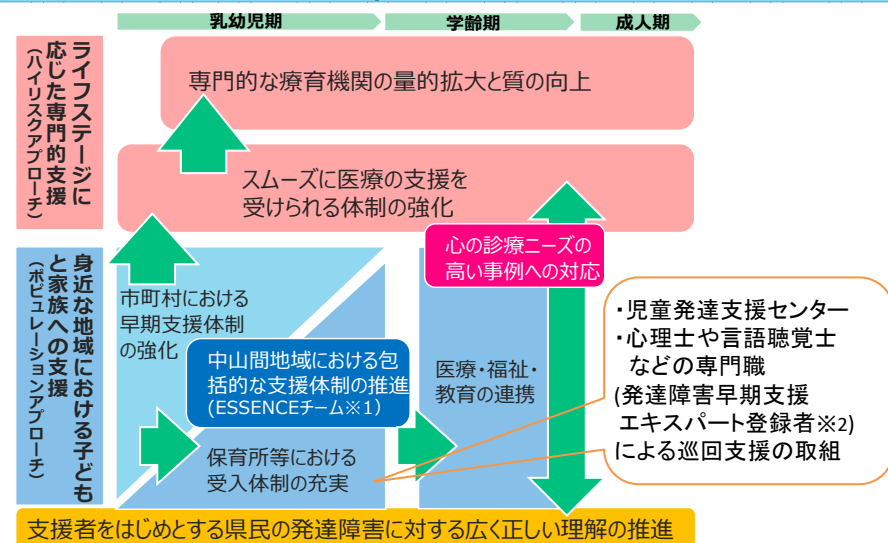 乳幼児期
学齢期
成人期
ライフステージに
応じた専門的支援
（ハイリスクアプローチ）
専門的な療育機関の量的拡大と質の向上
スムーズに医療の支援を
受けられる体制の強化
身近な地域における子ども
と家族への支援
（ポピュレーションアプローチ）
市町村における
早期支援体制
の強化
中山間地域における包
括的な支援体制の推進
(ESSENCEチーム※1）
保育所等における
受入体制の充実
心の診療ニーズの
高い事例への対応
医療・福祉・
教育の連携
・児童発達支援センター
・心理士や言語聴覚士
などの専門職
(発達障害早期支援
エキスパート登録者※2)
による巡回支援の取組
支援者をはじめとする県民の発達障害に対する広く正しい理解の推進